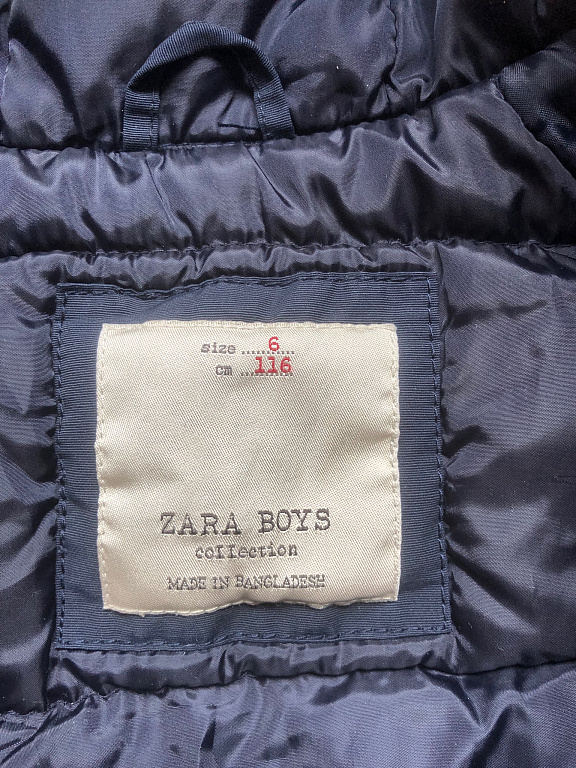 size ........6....
cm ...116
ZARA BOYS
collection
MADE IN BANGLADESH